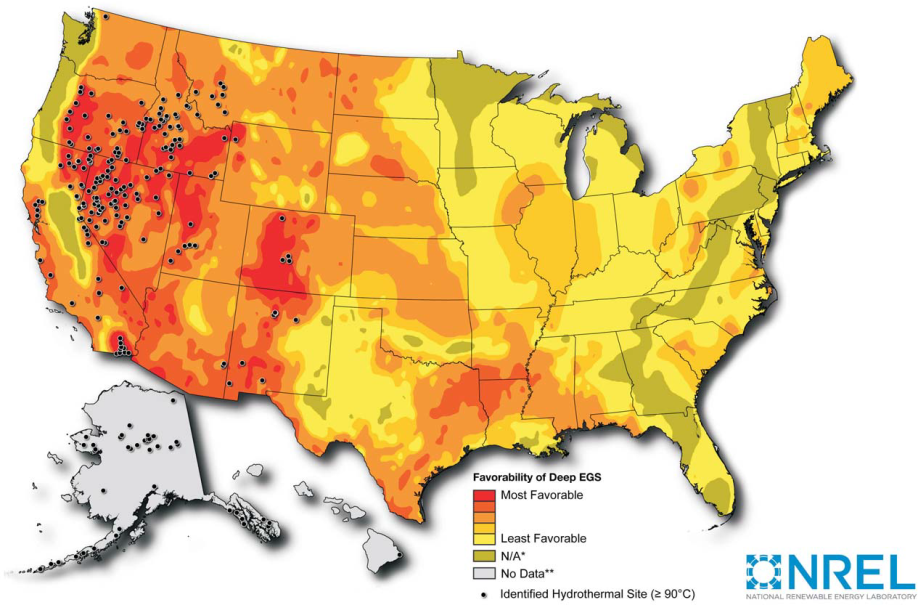 Favorability of Deep EGS
Most Favorable
Least Favorable
N/A*
No Data**
Identified Hydrothermal Site (≥ 90°C)
NREL
NATIONAL RENEWABLE ENERGY LABORATORY